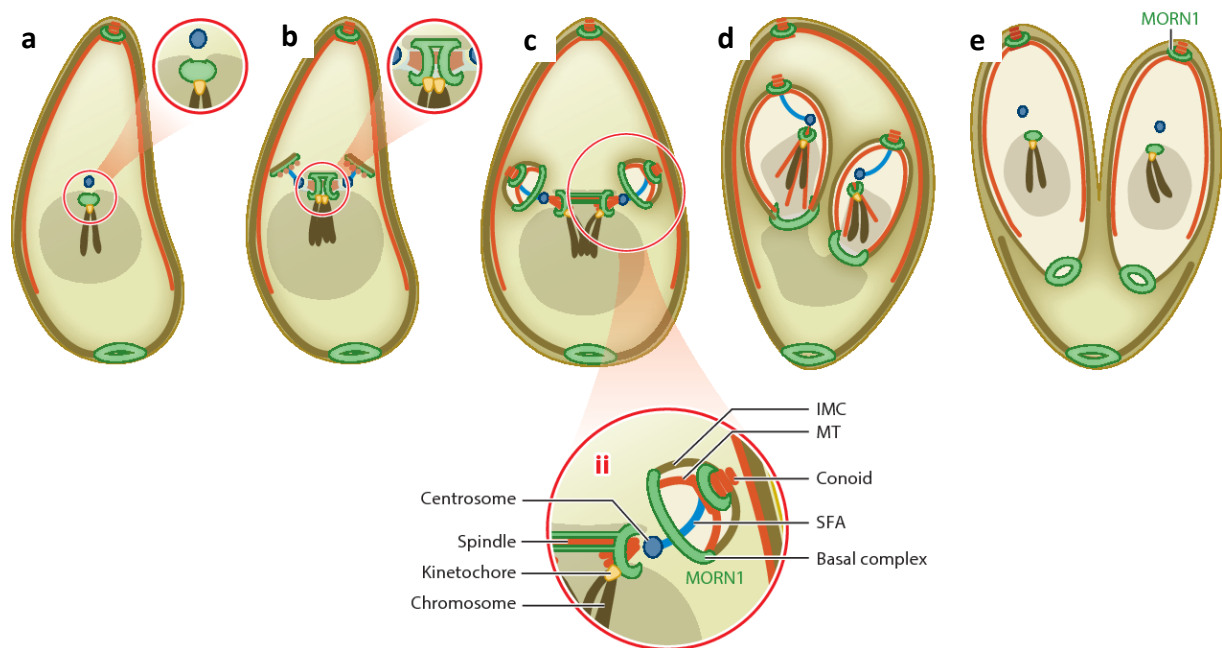 a
b
c
d
e
MORN1
ii
IMC
MT
Conoid
SFA
Basal complex
MORN1
Centrosome
Spindle
Kinetochore
Chromosome